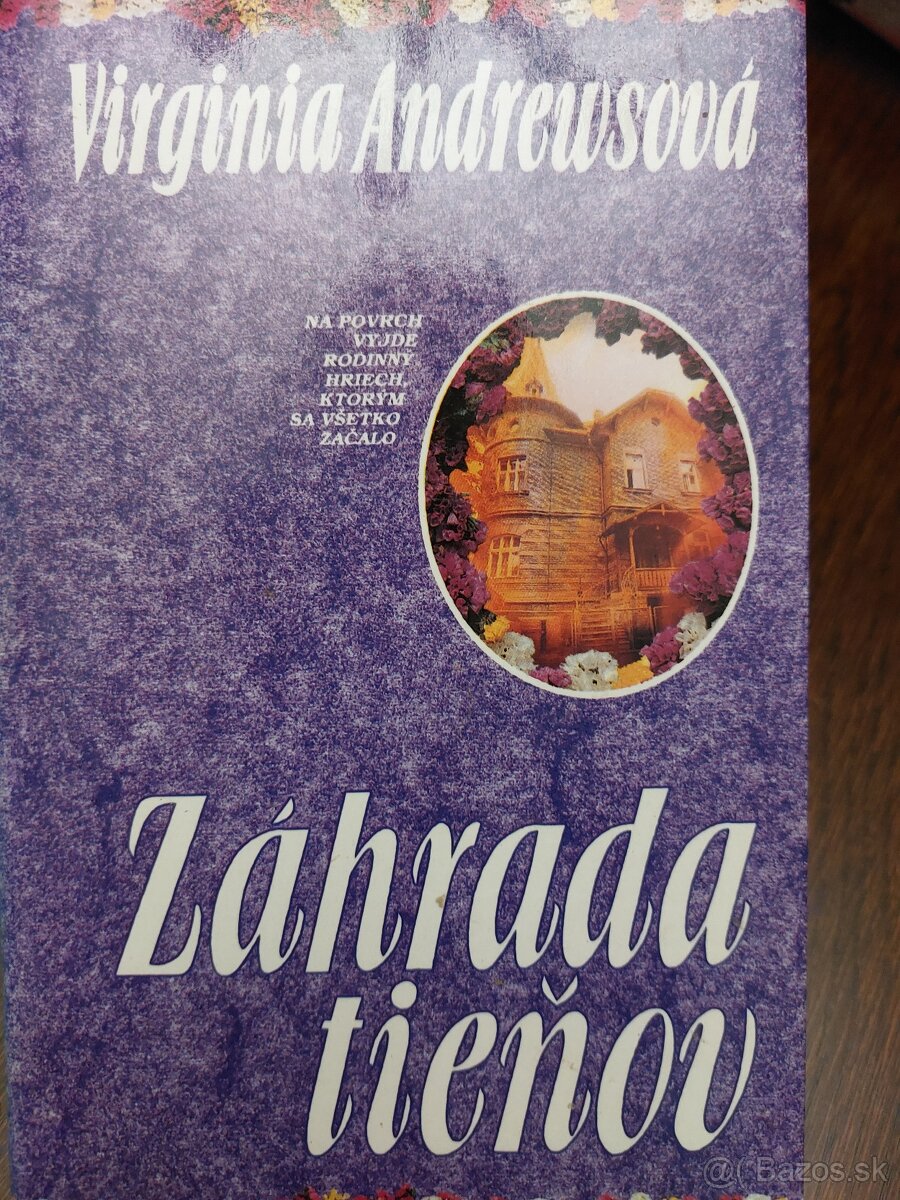 Virginia Andrewsová
NA POVRCH
VYJDE
RODINNÝ
HRIECH,
KTORÝM
SA VŠETKO
ZAČALO
Záhrada
tieňov
@( Bazos.sk